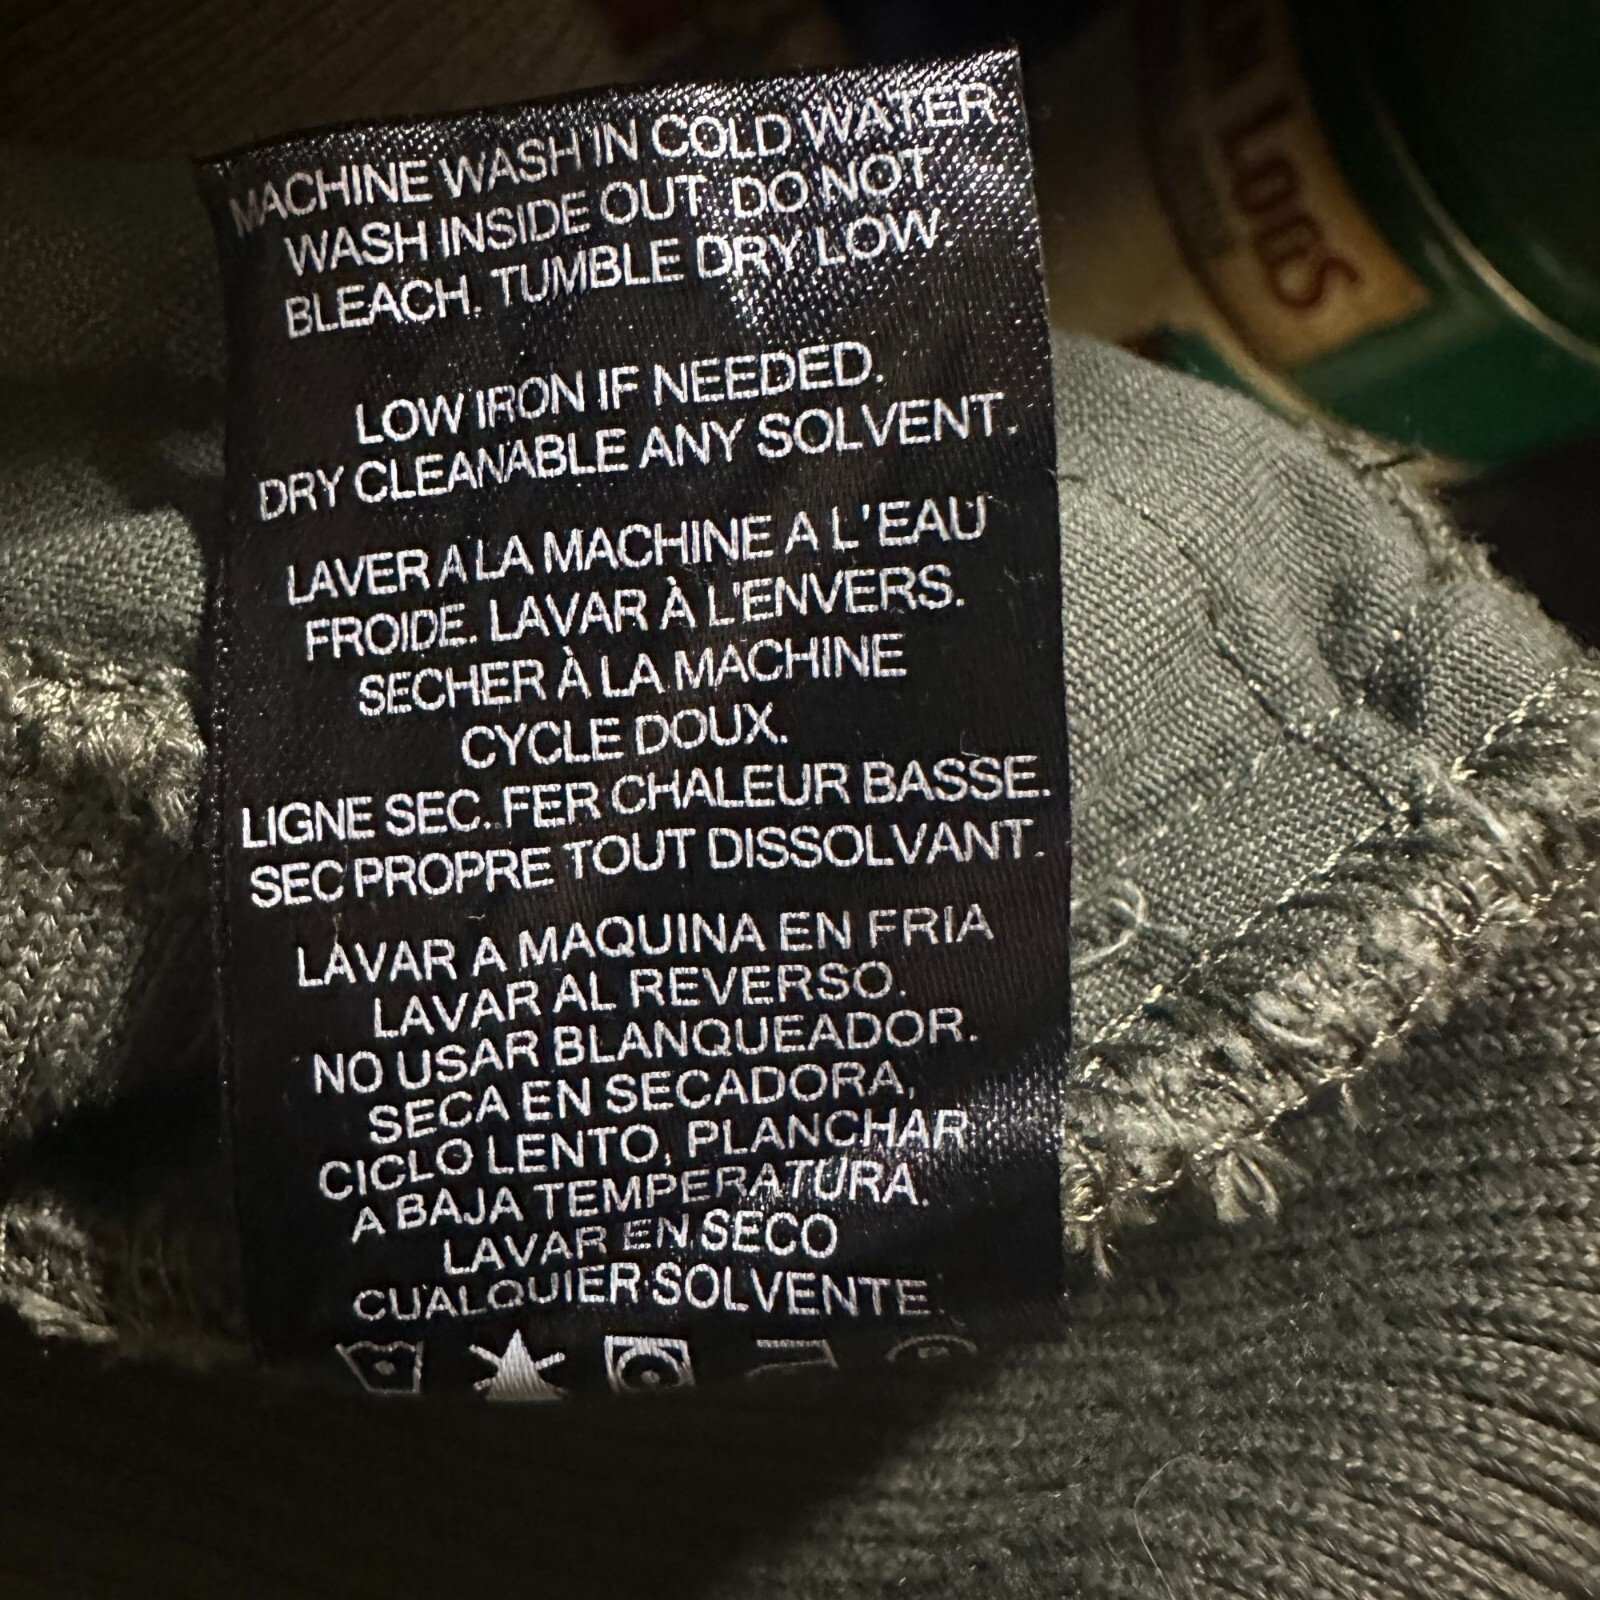 MACHINE WASH IN COLD WATER.
WASH INSIDE OUT. DO NOT
BLEACH. TUMBLE DRY LOW.
LOW IRON IF NEEDED.
DRY CLEANABLE ANY SOLVENT.
LAVER A LA MACHINE A L'EAU
FROIDE. LAVAR À L'ENVERS.
SECHER À LA MACHINE
CYCLE DOUX.
LIGNE SEC. FER CHALEUR BASSE.
SEC PROPRE TOUT DISSOLVANT.
LAVAR A MAQUINA EN FRIA
LAVAR AL REVERSO.
NO USAR BLANQUEADOR.
SECA EN SECADORA,
CICLO LENTO, PLANCHAR
A BAJA TEMPERATURA.
LAVAR EN SECO
CUALQUIER SOLVENTE.
LOGS